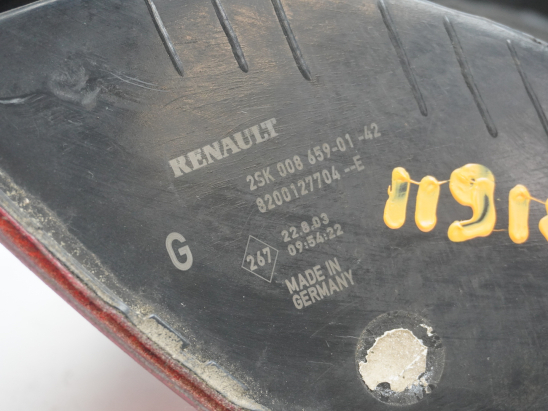 RENAULT
2SK 008 659-01 -42
8200127704--E
G
267
22.8.03
09:54:22
MADE IN
GERMANY